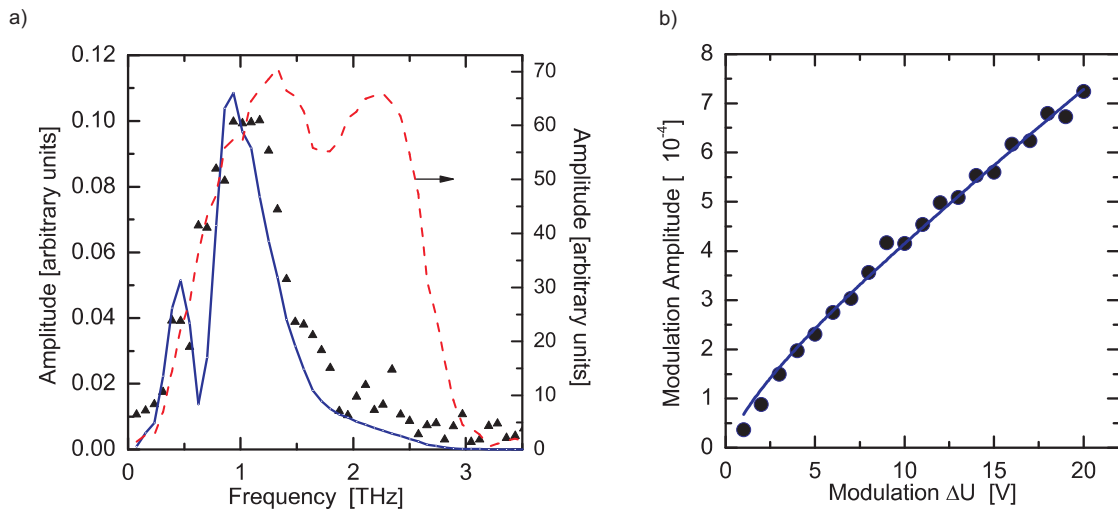 a)
0.12
0.10
0.08
0.06
0.04
0.02
0.00
Amplitude [arbitrary units]
0 1 2 3
Frequency [THz]
70
60
50
40
30
20
10
0
Amplitude [arbitrary units]
b)
8
7
6
5
4
3
2
1
0
Modulation Amplitude [ 10-4]
0 5 10 15 20
Modulation ΔU [V]